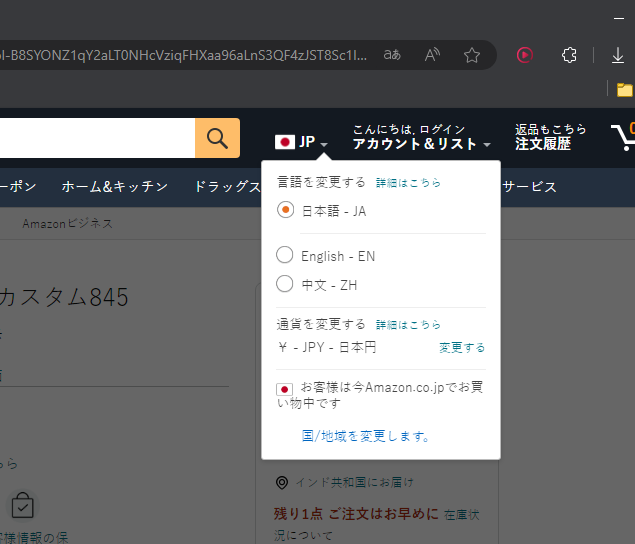 B8SYONZ1qY2aLT0NHcVziqFHXaa96aLnS3QF4zJST8Sc1I...
aあ
JP
こんにちは, ログイン
アカウント＆リスト
返品もこちら
注文履歴
ーポン ホーム&キッチン ドラッグス
サービス
Amazonビジネス
言語を変更する 詳細はこちら
日本語 - JA
English - EN
中文 - ZH
通貨を変更する 詳細はこちら
￥ - JPY - 日本円 変更する
お客様は今Amazon.co.jpでお買
い物中です
国/地域を変更します。
カスタム845
インド共和国にお届け
残り1点 ご注文はお早めに 在庫状
況について
様情報の保